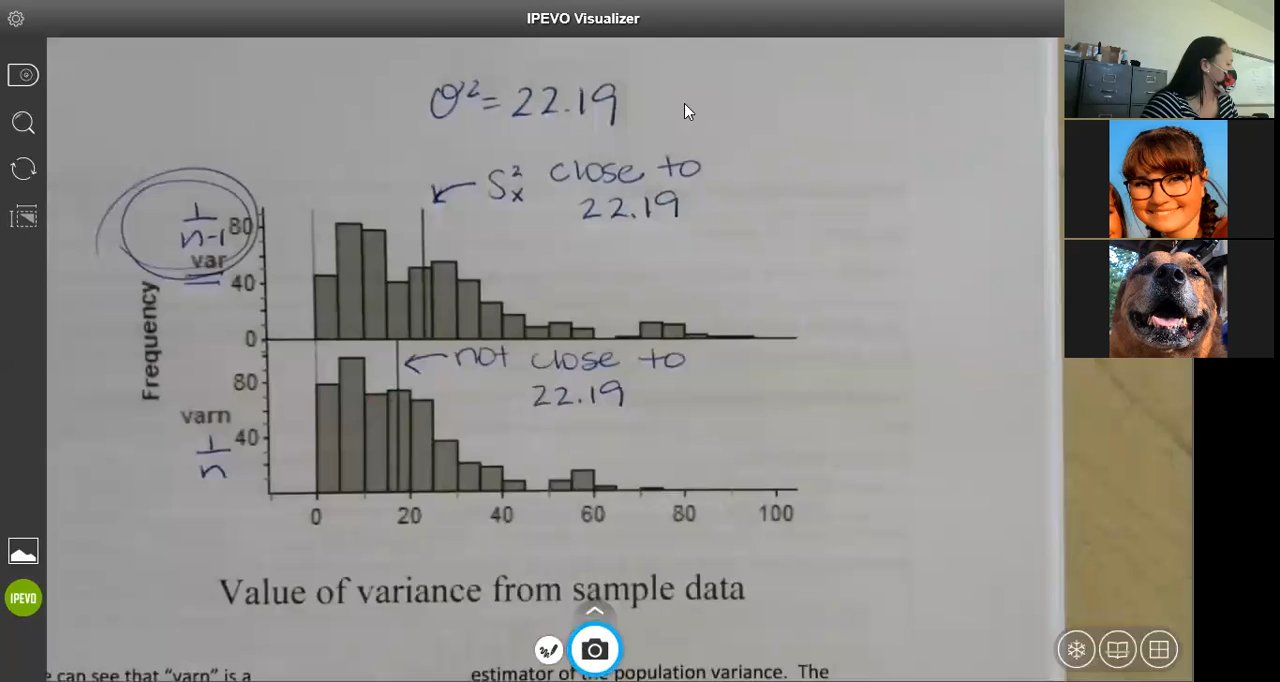 IPEVO Visualizer
σ²= 22.19
← Sₓ² close to
22.19
1
n-1
var
80
40
0
Frequency
← not close to
22.19
80
40
varn
1
n
0 20 40 60 80 100
Value of variance from sample data
IPEVO
can see that "varn" is a estimator of the population variance. The